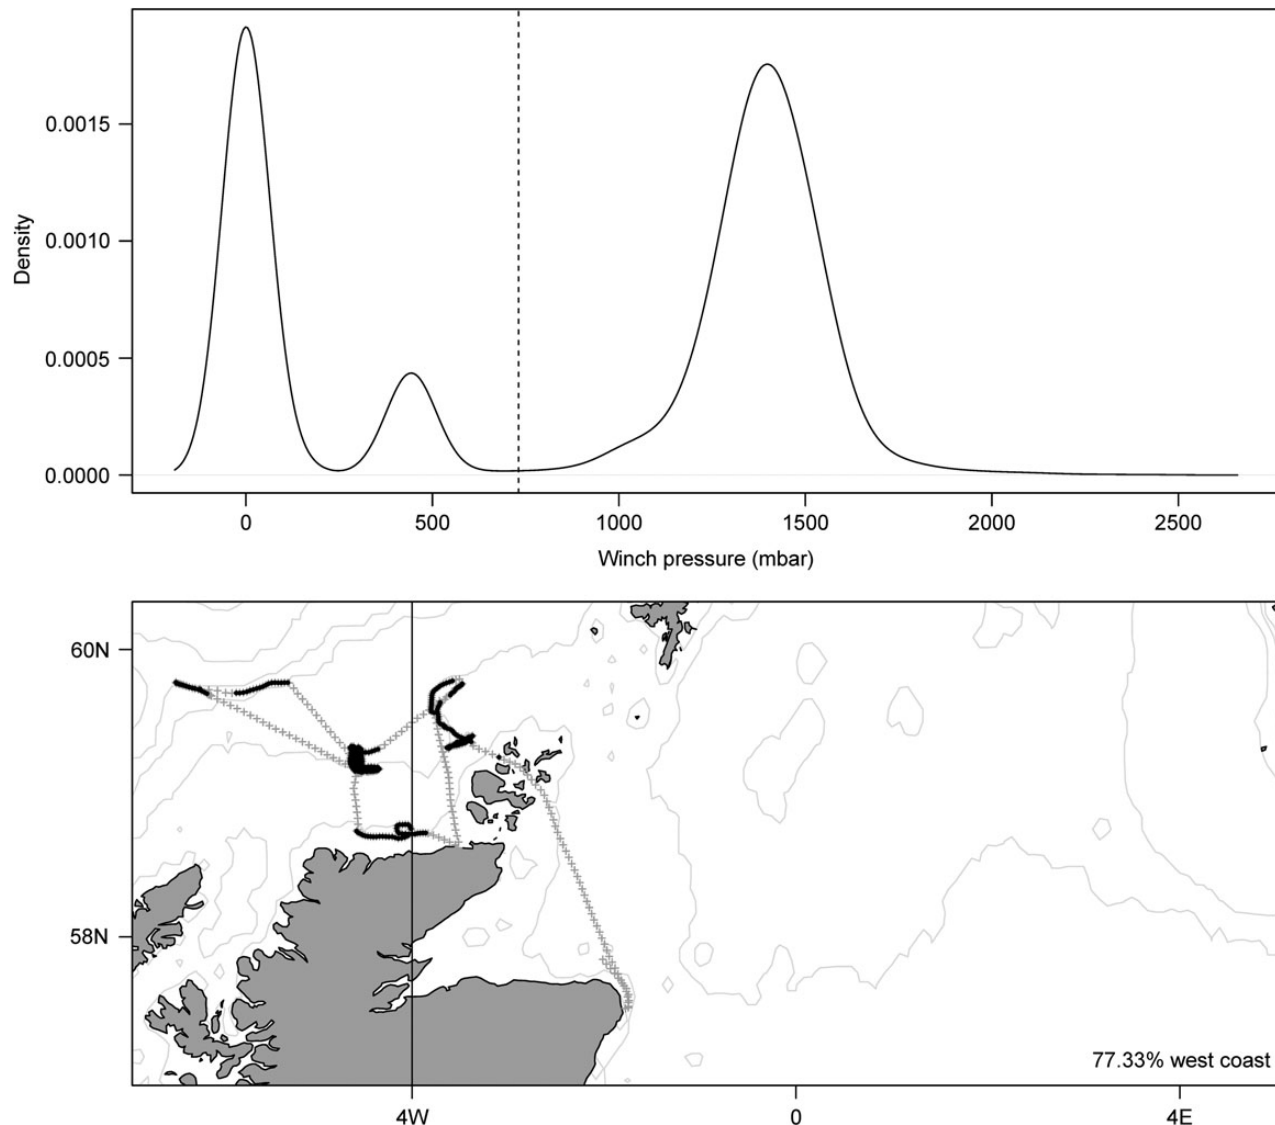 0.0015
0.0010
0.0005
0.0000
Density
0 500 1000 1500 2000 2500
Winch pressure (mbar)
60N
58N
77.33% west coast
4W 0 4E